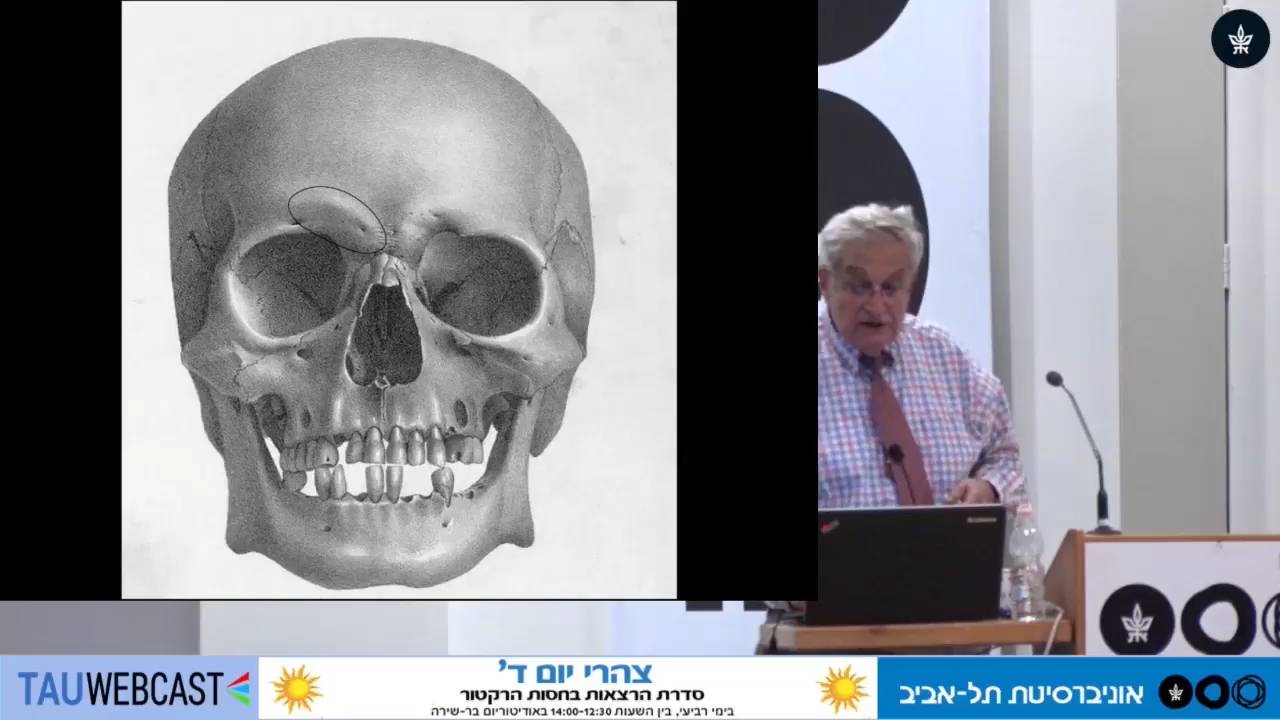 TAUWEBCAST
צהרי יום ד'
סדרת הרצאות בחסות הרקטור
בימי רביעי, בין השעות 14:00-12:30 באודיטוריום בר-שירה
אוניברסיטת תל-אביב